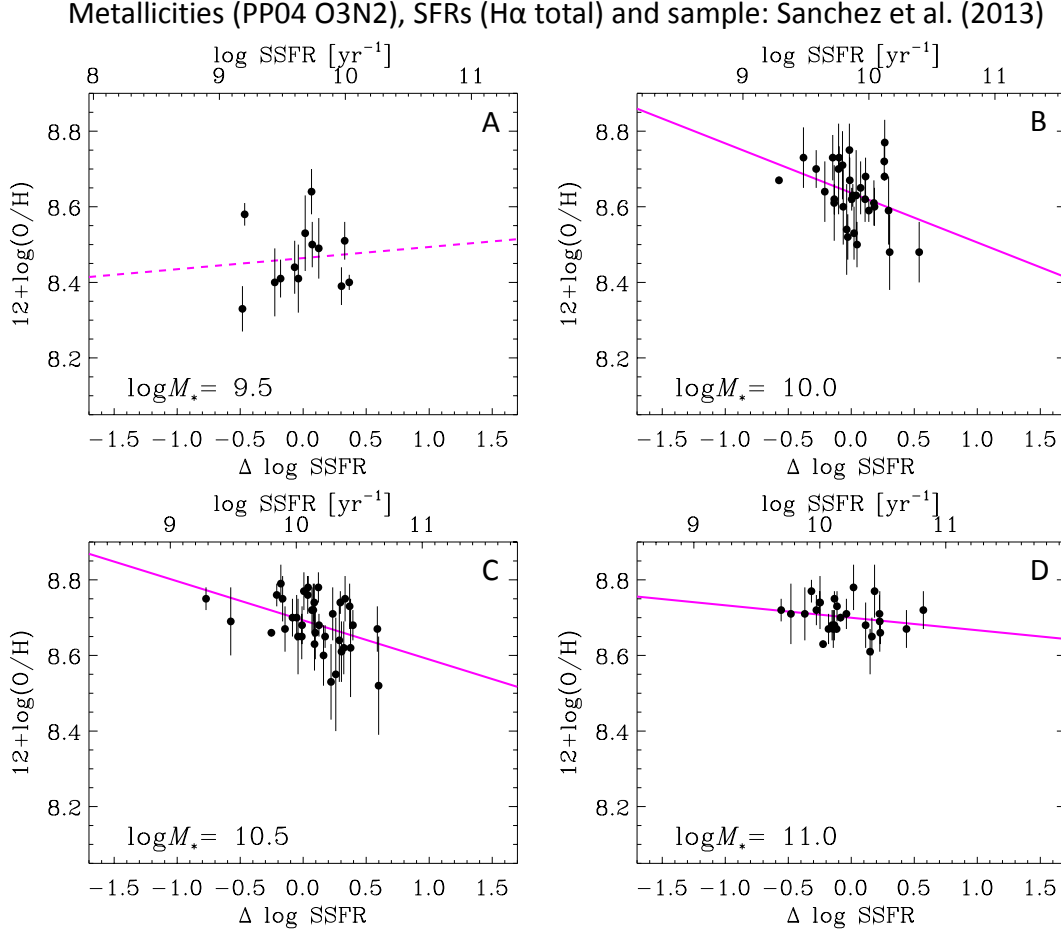 Metallicities (PP04 O3N2), SFRs (Hα total) and sample: Sanchez et al. (2013)
log SSFR [yr⁻¹]
8 9 10 11
A
12+log(O/H)
8.8
8.6
8.4
8.2
logM* = 9.5
−1.5 −1.0 −0.5 0.0 0.5 1.0 1.5
Δ log SSFR
log SSFR [yr⁻¹]
9 10 11
B
12+log(O/H)
8.8
8.6
8.4
8.2
logM* = 10.0
−1.5 −1.0 −0.5 0.0 0.5 1.0 1.5
Δ log SSFR
log SSFR [yr⁻¹]
9 10 11
C
12+log(O/H)
8.8
8.6
8.4
8.2
logM* = 10.5
−1.5 −1.0 −0.5 0.0 0.5 1.0 1.5
Δ log SSFR
log SSFR [yr⁻¹]
9 10 11
D
12+log(O/H)
8.8
8.6
8.4
8.2
logM* = 11.0
−1.5 −1.0 −0.5 0.0 0.5 1.0 1.5
Δ log SSFR